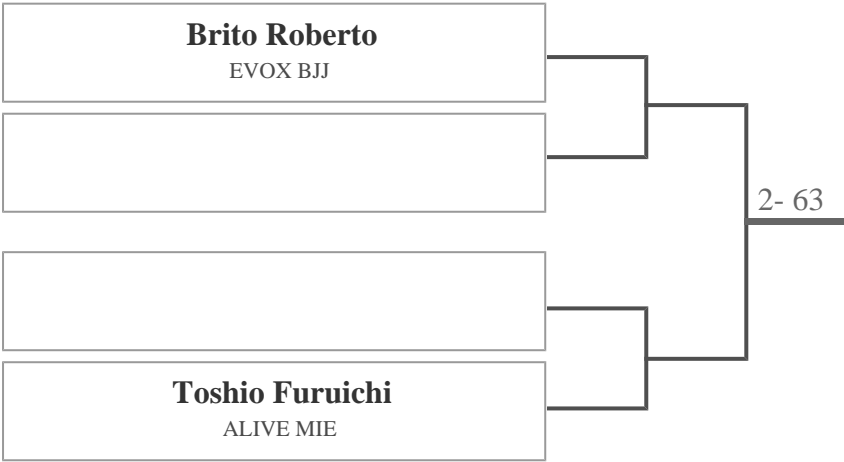 Brito Roberto
EVOX BJJ
2- 63
Toshio Furuichi
ALIVE MIE